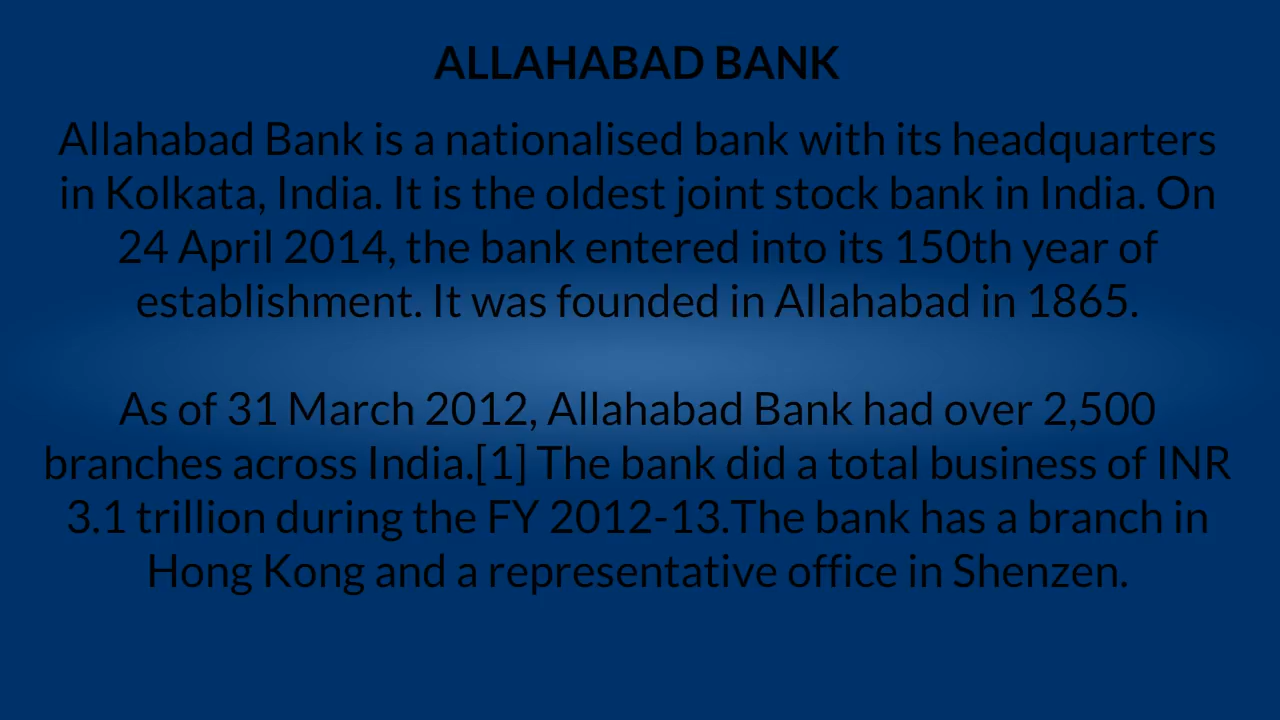 ALLAHABAD BANK
Allahabad Bank is a nationalised bank with its headquarters
in Kolkata, India. It is the oldest joint stock bank in India. On
24 April 2014, the bank entered into its 150th year of
establishment. It was founded in Allahabad in 1865.
As of 31 March 2012, Allahabad Bank had over 2,500
branches across India.[1] The bank did a total business of INR
3.1 trillion during the FY 2012-13.The bank has a branch in
Hong Kong and a representative office in Shenzen.